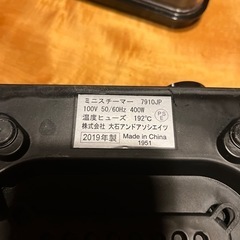 ミニスチーマー 7910JP
100V 50/60Hz 400W
温度ヒューズ 192℃ PSE
株式会社 大石アンドアソシエイツ
2019年製 Made in China
1951